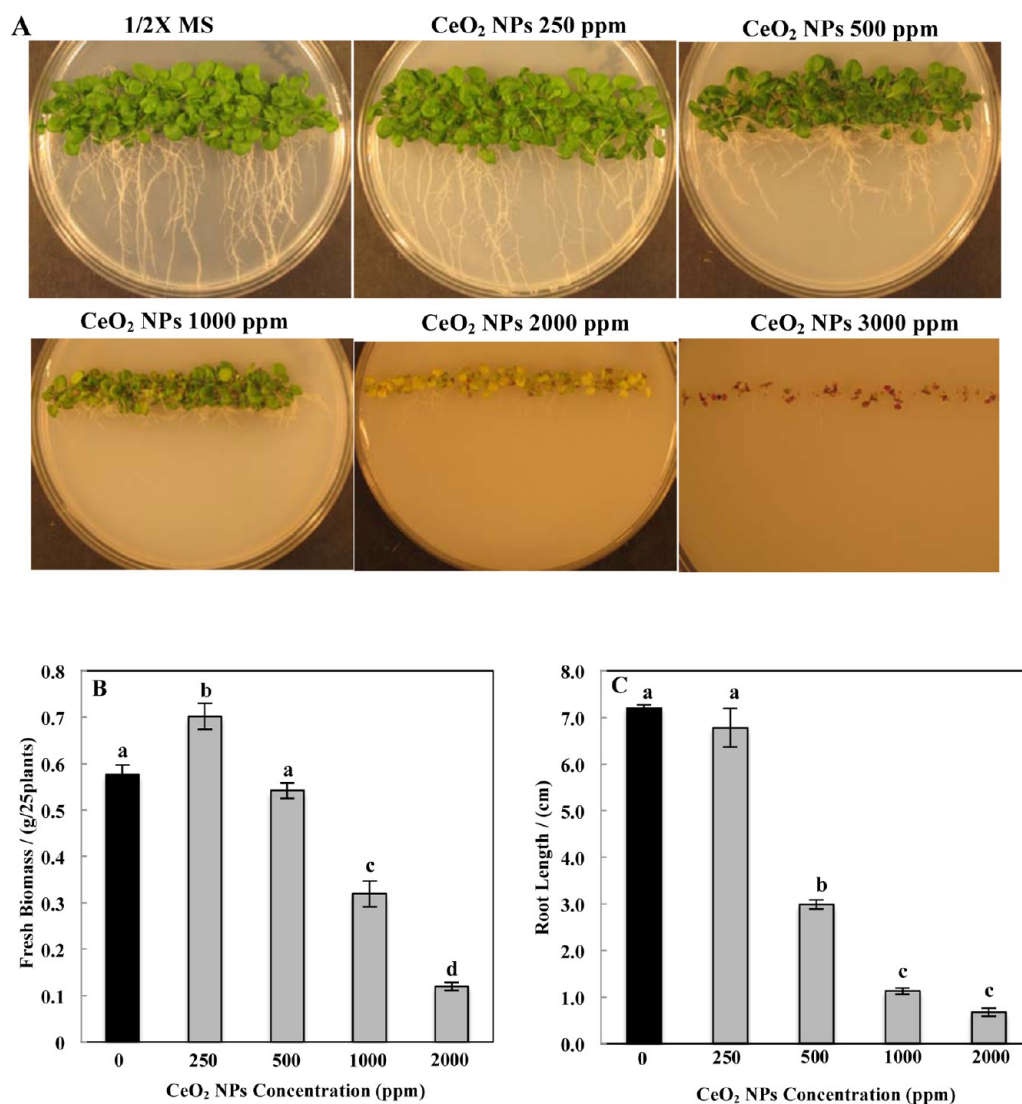 A
1/2X MS
CeO₂ NPs 250 ppm
CeO₂ NPs 500 ppm
CeO₂ NPs 1000 ppm
CeO₂ NPs 2000 ppm
CeO₂ NPs 3000 ppm
B
Fresh Biomass / (g/25plants)
0.8
0.7
0.6
0.5
0.4
0.3
0.2
0.1
0
a
b
a
c
d
0 250 500 1000 2000
CeO₂ NPs Concentration (ppm)
C
Root Length / (cm)
8.0
7.0
6.0
5.0
4.0
3.0
2.0
1.0
0.0
a
a
b
c
c
0 250 500 1000 2000
CeO₂ NPs Concentration (ppm)